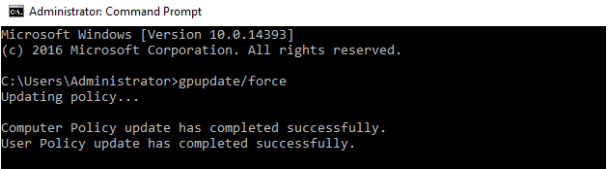 Administrator: Command Prompt
Microsoft Windows [Version 10.0.14393]
(c) 2016 Microsoft Corporation. All rights reserved.
C:\Users\Administrator>gpupdate/force
Updating policy...
Computer Policy update has completed successfully.
User Policy update has completed successfully.